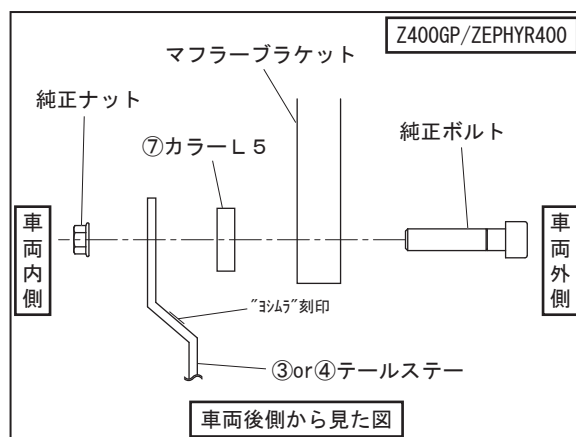 Z400GP/ZEPHYR400
マフラーブラケット
純正ナット
純正ボルト
⑦カラーL5
車両内側
車両外側
"ﾖｼﾑﾗ"刻印
③or④テールステー
車両後側から見た図